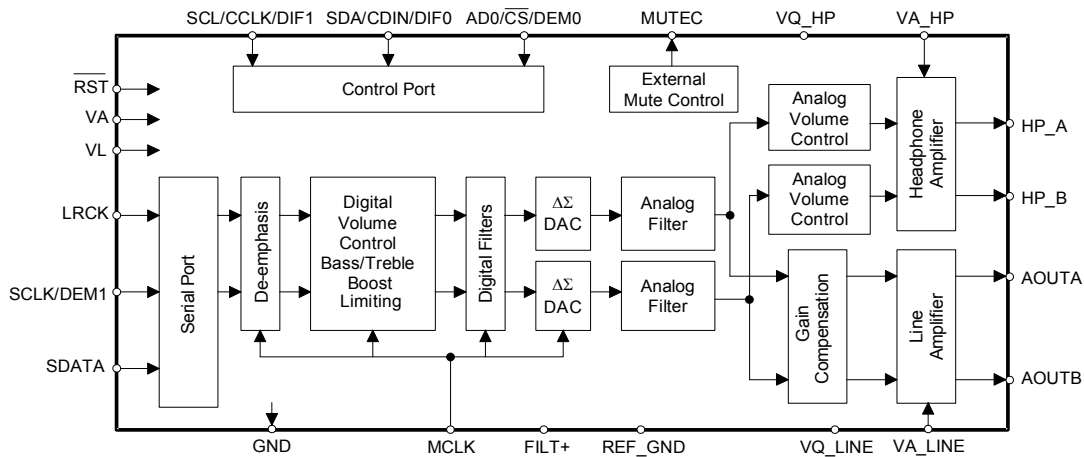 SCL/CCLK/DIF1
SDA/CDIN/DIF0
AD0/CS/DEM0
MUTEC
VQ_HP
VA_HP
RST
VA
VL
LRCK
SCLK/DEM1
SDATA
Control Port
External
Mute Control
Analog
Volume
Control
Analog
Volume
Control
Headphone
Amplifier
HP_A
HP_B
Serial Port
De-emphasis
Digital
Volume
Control
Bass/Treble
Boost
Limiting
Digital Filters
ΔΣ
DAC
ΔΣ
DAC
Analog
Filter
Analog
Filter
Gain
Compensation
Line
Amplifier
AOUTA
AOUTB
GND
MCLK
FILT+
REF_GND
VQ_LINE
VA_LINE